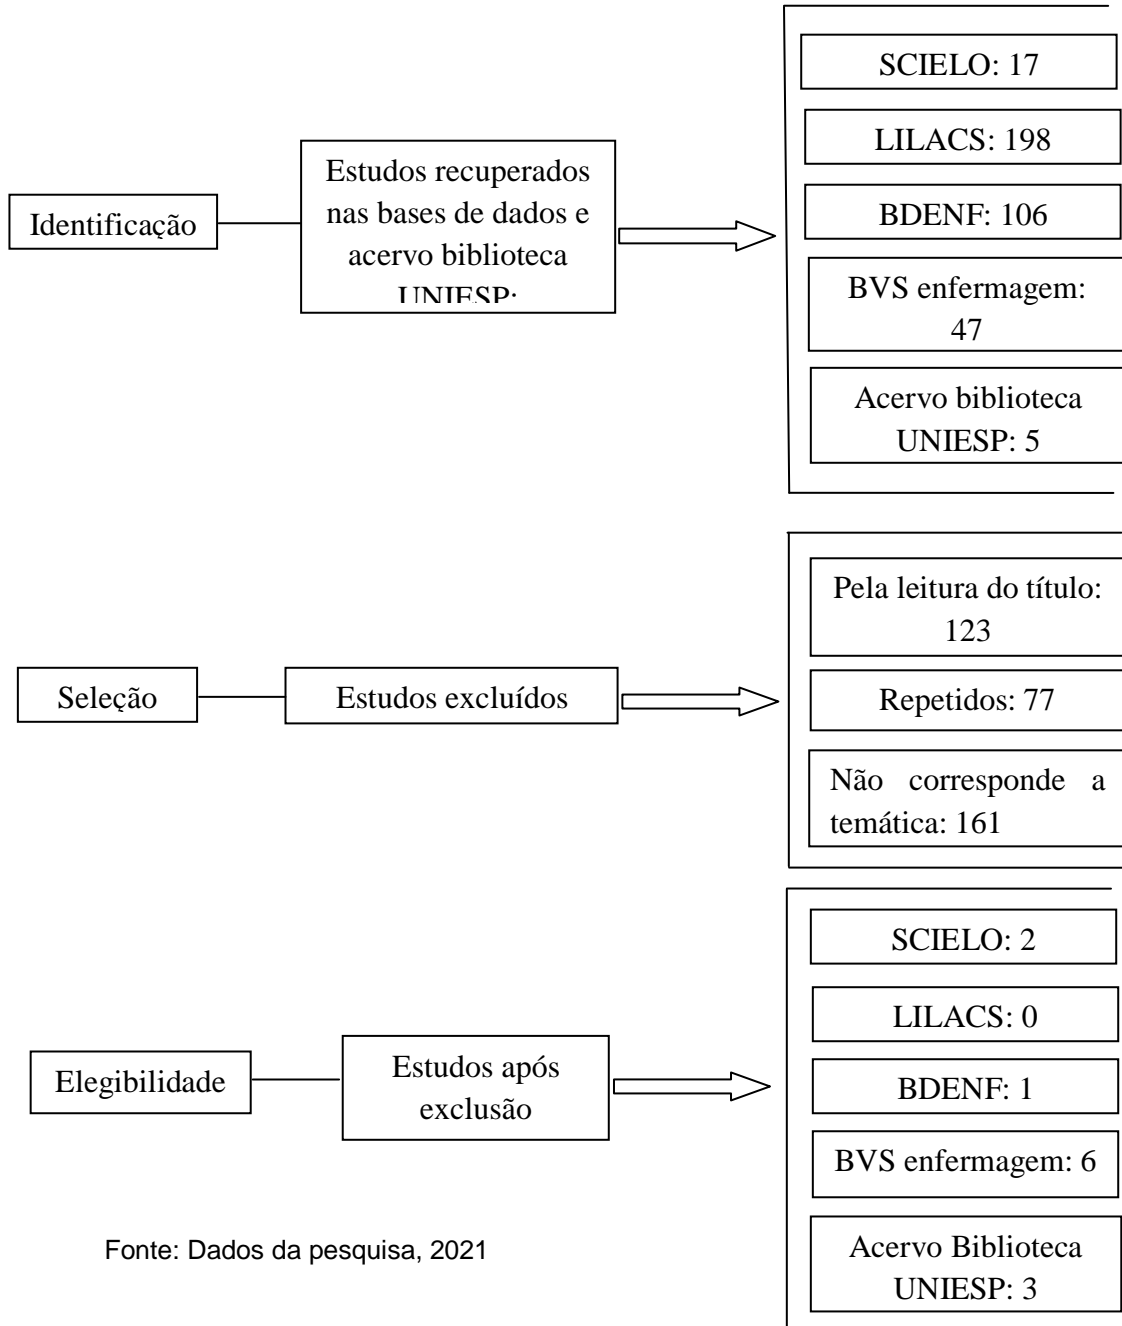 SCIELO: 17
LILACS: 198
Identificação
Estudos recuperados
nas bases de dados e
acervo biblioteca
UNIESP:
BDENF: 106
BVS enfermagem:
47
Acervo biblioteca
UNIESP: 5
Seleção
Estudos excluídos
Pela leitura do título:
123
Repetidos: 77
Não corresponde a
temática: 161
Elegibilidade
Estudos após
exclusão
SCIELO: 2
LILACS: 0
BDENF: 1
BVS enfermagem: 6
Acervo Biblioteca
UNIESP: 3
Fonte: Dados da pesquisa, 2021